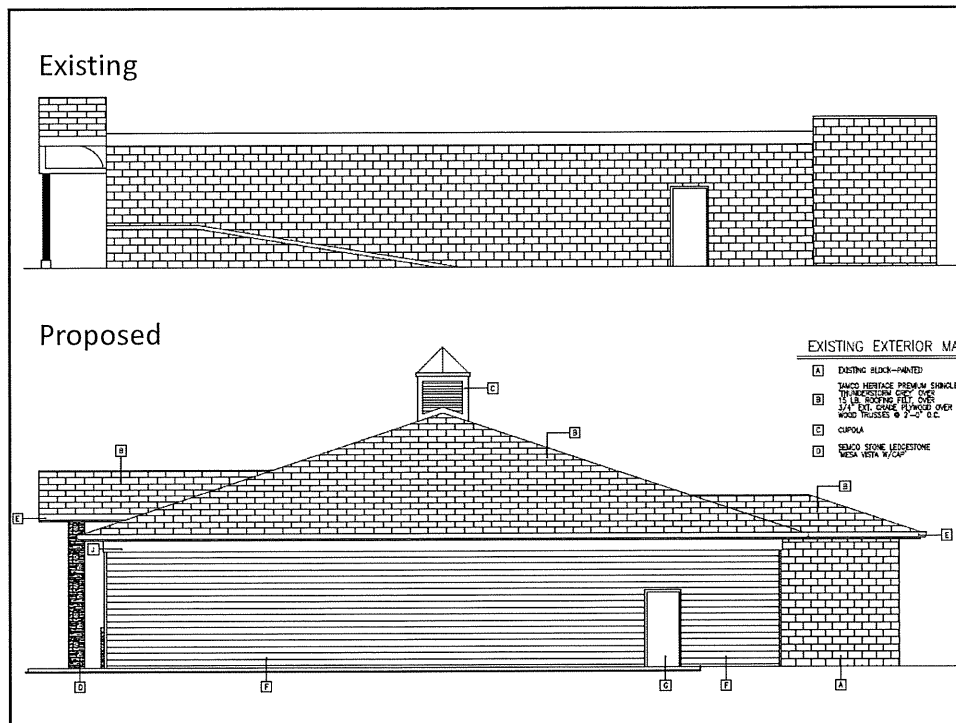 Existing
Proposed
EXISTING EXTERIOR MA
A EXISTING BLOCK-PAINTED
TAMCO HERITAGE PREMIUM SHINGLE
'THUNDERSTORM GREY' OVER
B 15 LB. ROOFING FELT, OVER
3/4" EXT. GRADE PLYWOOD OVER
WOOD TRUSSES @ 2'-0" O.C.
C CUPOLA
D SEMCO STONE LEDGESTONE
'MESA VISTA W/CAP'
C
B
B
B
E
E
J
D
F
G
F
A